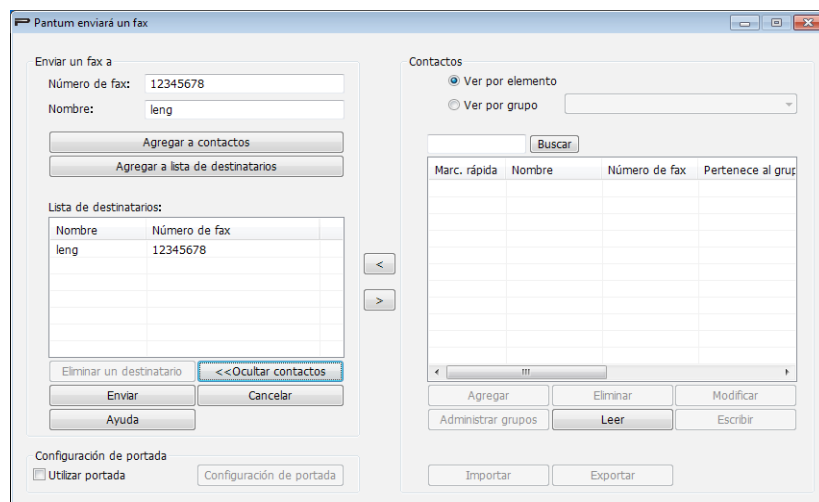 Pantum enviará un fax
Enviar un fax a
Número de fax: 12345678
Nombre: leng
Agregar a contactos
Agregar a lista de destinatarios
Lista de destinatarios:
Nombre Número de fax
leng 12345678
Eliminar un destinatario <<Ocultar contactos
Enviar Cancelar
Ayuda
Configuración de portada
Utilizar portada Configuración de portada
<
>
Contactos
Ver por elemento
Ver por grupo
Buscar
Marc. rápida Nombre Número de fax Pertenece al grup
Agregar Eliminar Modificar
Administrar grupos Leer Escribir
Importar Exportar